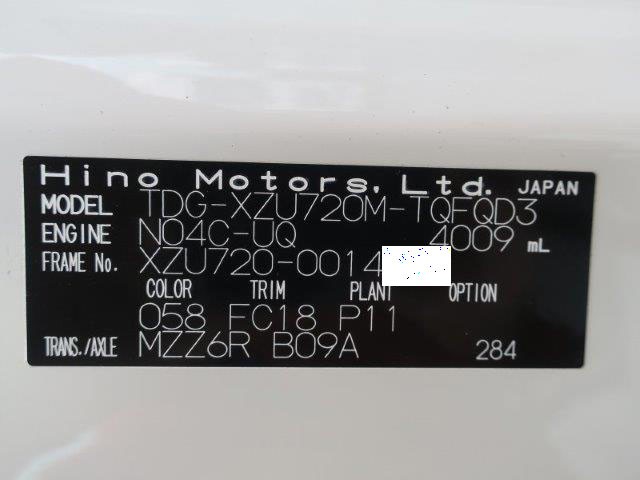 Hino Motors, Ltd. JAPAN
MODEL TDG-XZU720M-TQFQD3
ENGINE N04C-UQ 4009 mL
FRAME No. XZU720-0014
COLOR TRIM PLANT OPTION
058 FC18 P11
TRANS./AXLE MZZ6R B09A 284